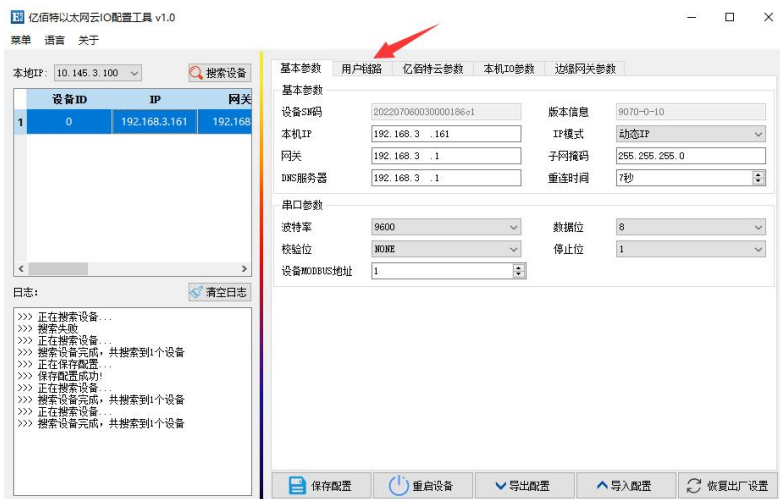 亿佰特以太网云IO配置工具 v1.0
菜单 语言 关于
本地IP: 10.145.3.100 搜索设备
设备ID IP 网关
1 0 192.168.3.161 192.168
日志: 清空日志
>>> 正在搜索设备...
>>> 搜索失败
>>> 正在搜索设备...
>>> 搜索设备完成，共搜索到1个设备
>>> 正在保存配置...
>>> 保存配置成功!
>>> 正在搜索设备...
>>> 搜索设备完成，共搜索到1个设备
>>> 正在搜索设备...
>>> 搜索设备完成，共搜索到1个设备
基本参数 用户链路 亿佰特云参数 本机IO参数 边缘网关参数
基本参数
设备SN码 202207060030000186c1 版本信息 9070-0-10
本机IP 192.168.3 .161 IP模式 动态IP
网关 192.168.3 .1 子网掩码 255.255.255.0
DNS服务器 192.168.3 .1 重连时间 7秒
串口参数
波特率 9600 数据位 8
校验位 NONE 停止位 1
设备MODBUS地址 1
保存配置 重启设备 导出配置 导入配置 恢复出厂设置